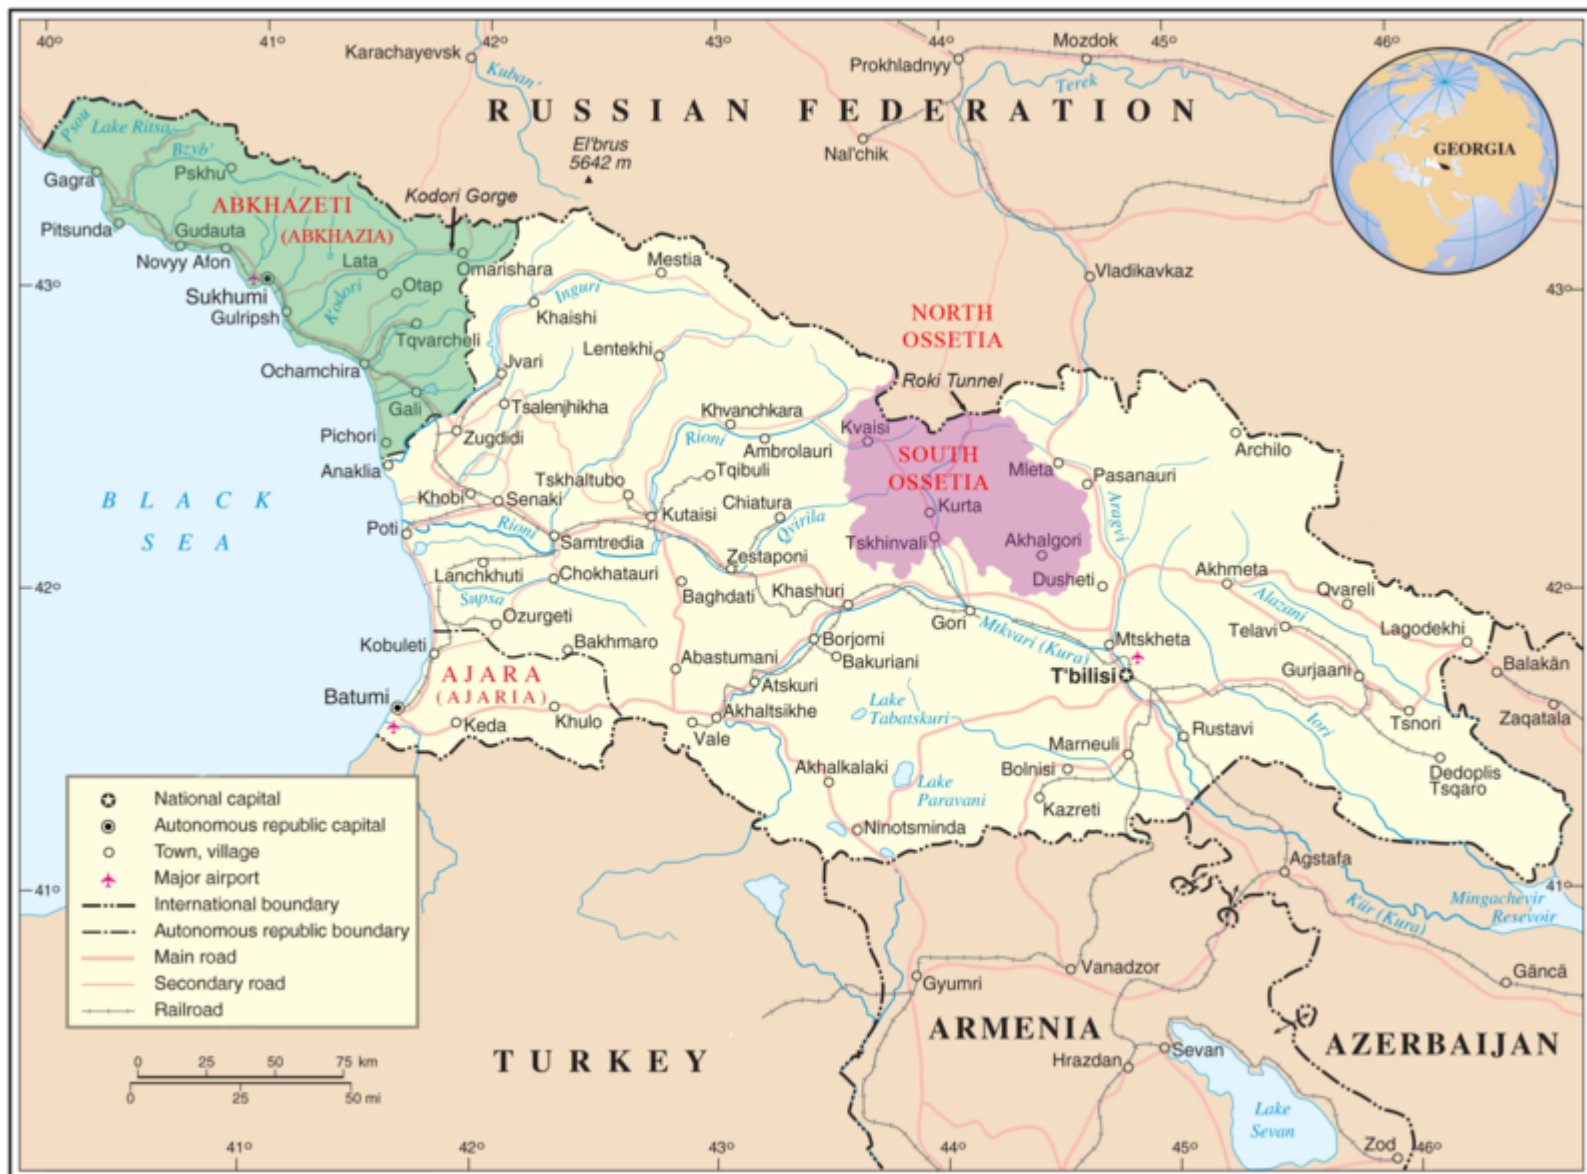 40°
41°
42°
43°
44°
45°
46°
Karachayevsk
Kuban'
Prokhladnyy
Mozdok
Terek
RUSSIAN FEDERATION
El'brus
5642 m
Nal'chik
GEORGIA
Psou
Lake Ritsa
Bzyb'
Pskhu
Gagra
ABKHAZETI
(ABKHAZIA)
Kodori Gorge
Pitsunda
Gudauta
Novyy Afon
Lata
Omarishara
Mestia
Vladikavkaz
43°
43°
Sukhumi
Otap
Kodori
Gulripsh
Inguri
Khaishi
NORTH
OSSETIA
Tqvarcheli
Lentekhi
Ochamchira
Jvari
Roki Tunnel
Gali
Tsalenjhikha
Khvanchkara
Kvaisi
Pichori
Zugdidi
Rioni
Ambrolauri
SOUTH
OSSETIA
Archilo
Anaklia
Tskhaltubo
Tqibuli
Mleta
Pasanauri
BLACK
SEA
Khobi
Senaki
Chiatura
Kurta
Aragvi
Poti
Rioni
Kutaisi
Qvirila
Samtredia
Tskhinvali
Akhalgori
Zestaponi
Lanchkhuti
Chokhatauri
42°
42°
Baghdati
Khashuri
Dusheti
Akhmeta
Qvareli
Supsa
Ozurgeti
Gori
Mtkvari (Kura)
Alazani
Telavi
Lagodekhi
Kobuleti
Bakhmaro
Borjomi
Mtskheta
Bakuriani
AJARA
(AJARIA)
Abastumani
T'bilisi
Gurjaani
Balakän
Batumi
Atskuri
Lake
Tabatskuri
Akhaltsikhe
Keda
Khulo
Vale
Iori
Tsnori
Zaqatala
Rustavi
Marneuli
Akhalkalaki
Bolnisi
Dedoplis
Tsqaro
Lake
Paravani
Kazreti
Ninotsminda
National capital
Autonomous republic capital
Town, village
Major airport
International boundary
Autonomous republic boundary
Main road
Secondary road
Railroad
41°
41°
Agstafa
Mingachevir
Resevoir
Kür (Kura)
Vanadzor
Gyumri
Gäncä
ARMENIA
AZERBAIJAN
TURKEY
Hrazdan
Sevan
Lake
Sevan
Zod
0 25 50 75 km
0 25 50 mi
41°
42°
43°
44°
45°
46°